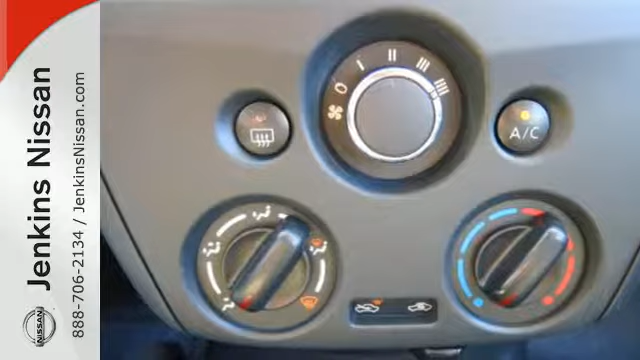 Jenkins Nissan
888-706-2134 / JenkinsNissan.com
NISSAN
0 I II III IIII
A/C